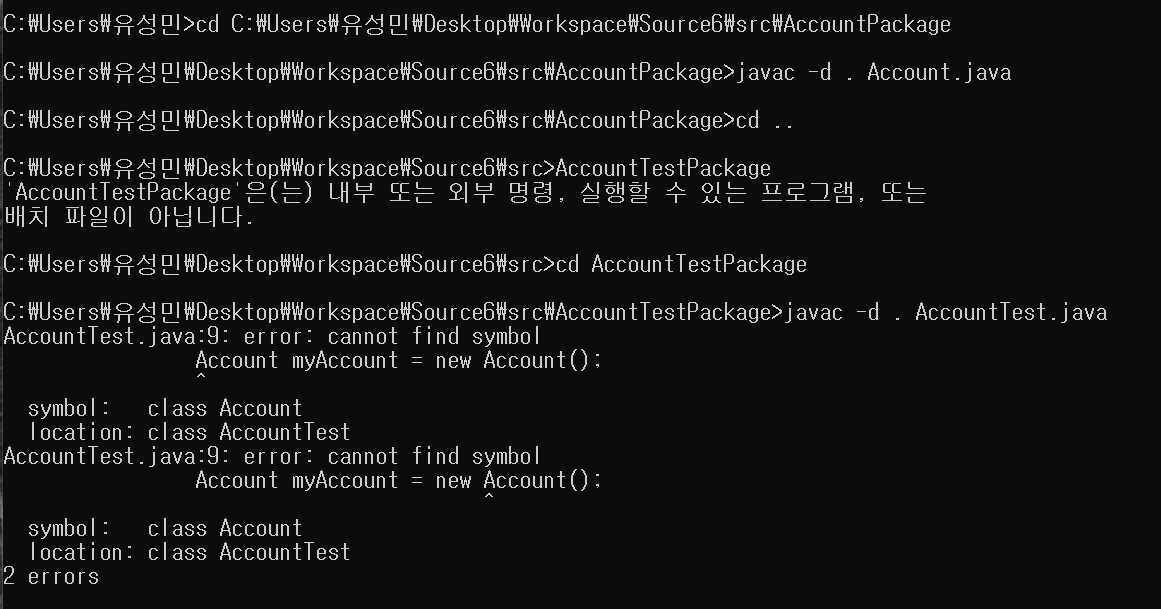 C:₩Users₩유성민>cd C:₩Users₩유성민₩Desktop₩Workspace₩Source6₩src₩AccountPackage
C:₩Users₩유성민₩Desktop₩Workspace₩Source6₩src₩AccountPackage>javac -d . Account.java
C:₩Users₩유성민₩Desktop₩Workspace₩Source6₩src₩AccountPackage>cd ..
C:₩Users₩유성민₩Desktop₩Workspace₩Source6₩src>AccountTestPackage
'AccountTestPackage'은(는) 내부 또는 외부 명령, 실행할 수 있는 프로그램, 또는
배치 파일이 아닙니다.
C:₩Users₩유성민₩Desktop₩Workspace₩Source6₩src>cd AccountTestPackage
C:₩Users₩유성민₩Desktop₩Workspace₩Source6₩src₩AccountTestPackage>javac -d . AccountTest.java
AccountTest.java:9: error: cannot find symbol
                Account myAccount = new Account();
                ^
  symbol:   class Account
  location: class AccountTest
AccountTest.java:9: error: cannot find symbol
                Account myAccount = new Account();
                                        ^
  symbol:   class Account
  location: class AccountTest
2 errors